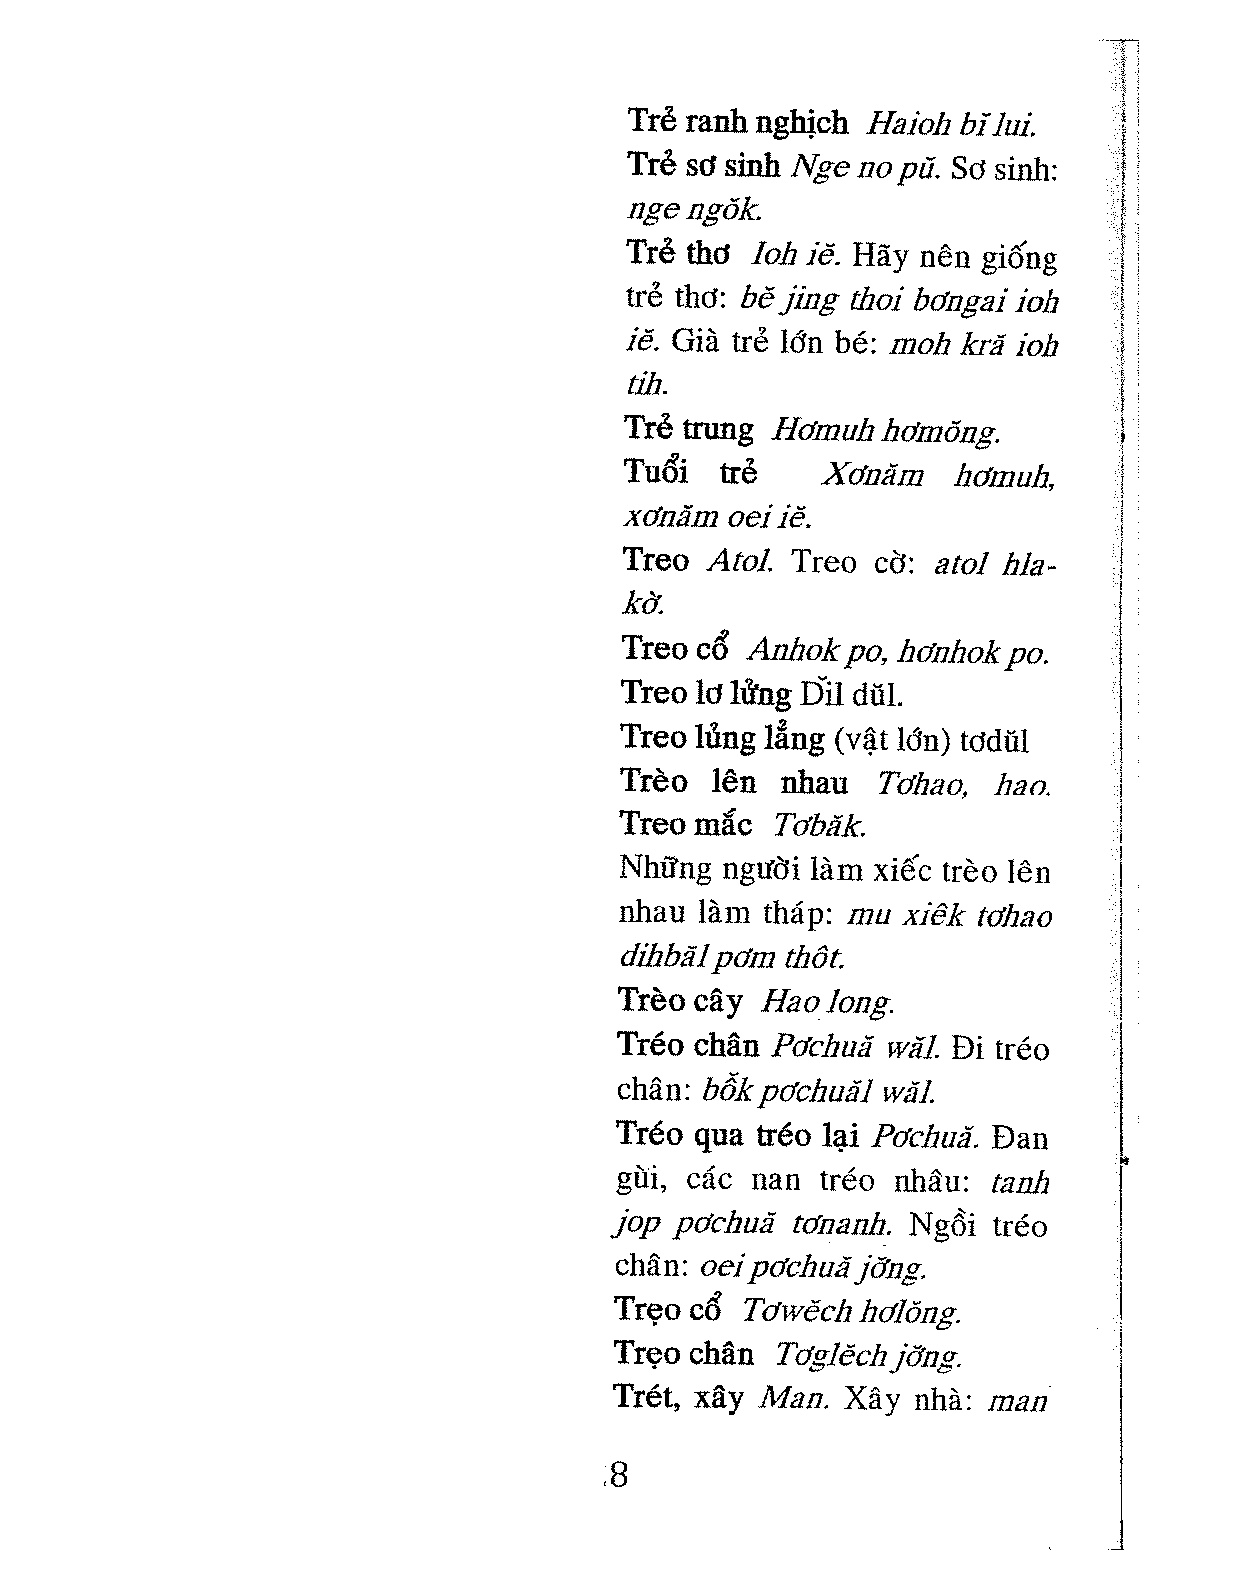 Trẻ ranh nghịch Haioh bĭ lui.
Trẻ sơ sinh Nge no pŭ. Sơ sinh:
nge ngŏk.
Trẻ thơ Ioh iĕ. Hãy nên giống
trẻ thơ: bĕ jing thoi bơngai ioh
iĕ. Già trẻ lớn bé: moh kră ioh
tih.
Trẻ trung Hơmuh hơmŏng.
Tuổi trẻ Xơnăm hơmuh,
xơnăm oei iĕ.
Treo Atol. Treo cờ: atol hla-
kờ.
Treo cổ Anhok po, hơnhok po.
Treo lơ lửng Dĭl dŭl.
Treo lủng lẳng (vật lớn) tơdŭl
Trèo lên nhau Tơhao, hao.
Treo mắc Tơbăk.
Những người làm xiếc trèo lên
nhau làm tháp: mu xiêk tơhao
dihbăl pơm thôt.
Trèo cây Hao long.
Tréo chân Pơchuă wăl. Đi tréo
chân: bŏ̂k pơchuăl wăl.
Tréo qua tréo lại Pơchuă. Đan
gùi, các nan tréo nhâu: tanh
jop pơchuă tơnanh. Ngồi tréo
chân: oei pơchuă jơ̆ng.
Trẹo cổ Tơwĕch hơlŏng.
Trẹo chân Tơglĕch jơ̆ng.
Trét, xây Man. Xây nhà: man
8